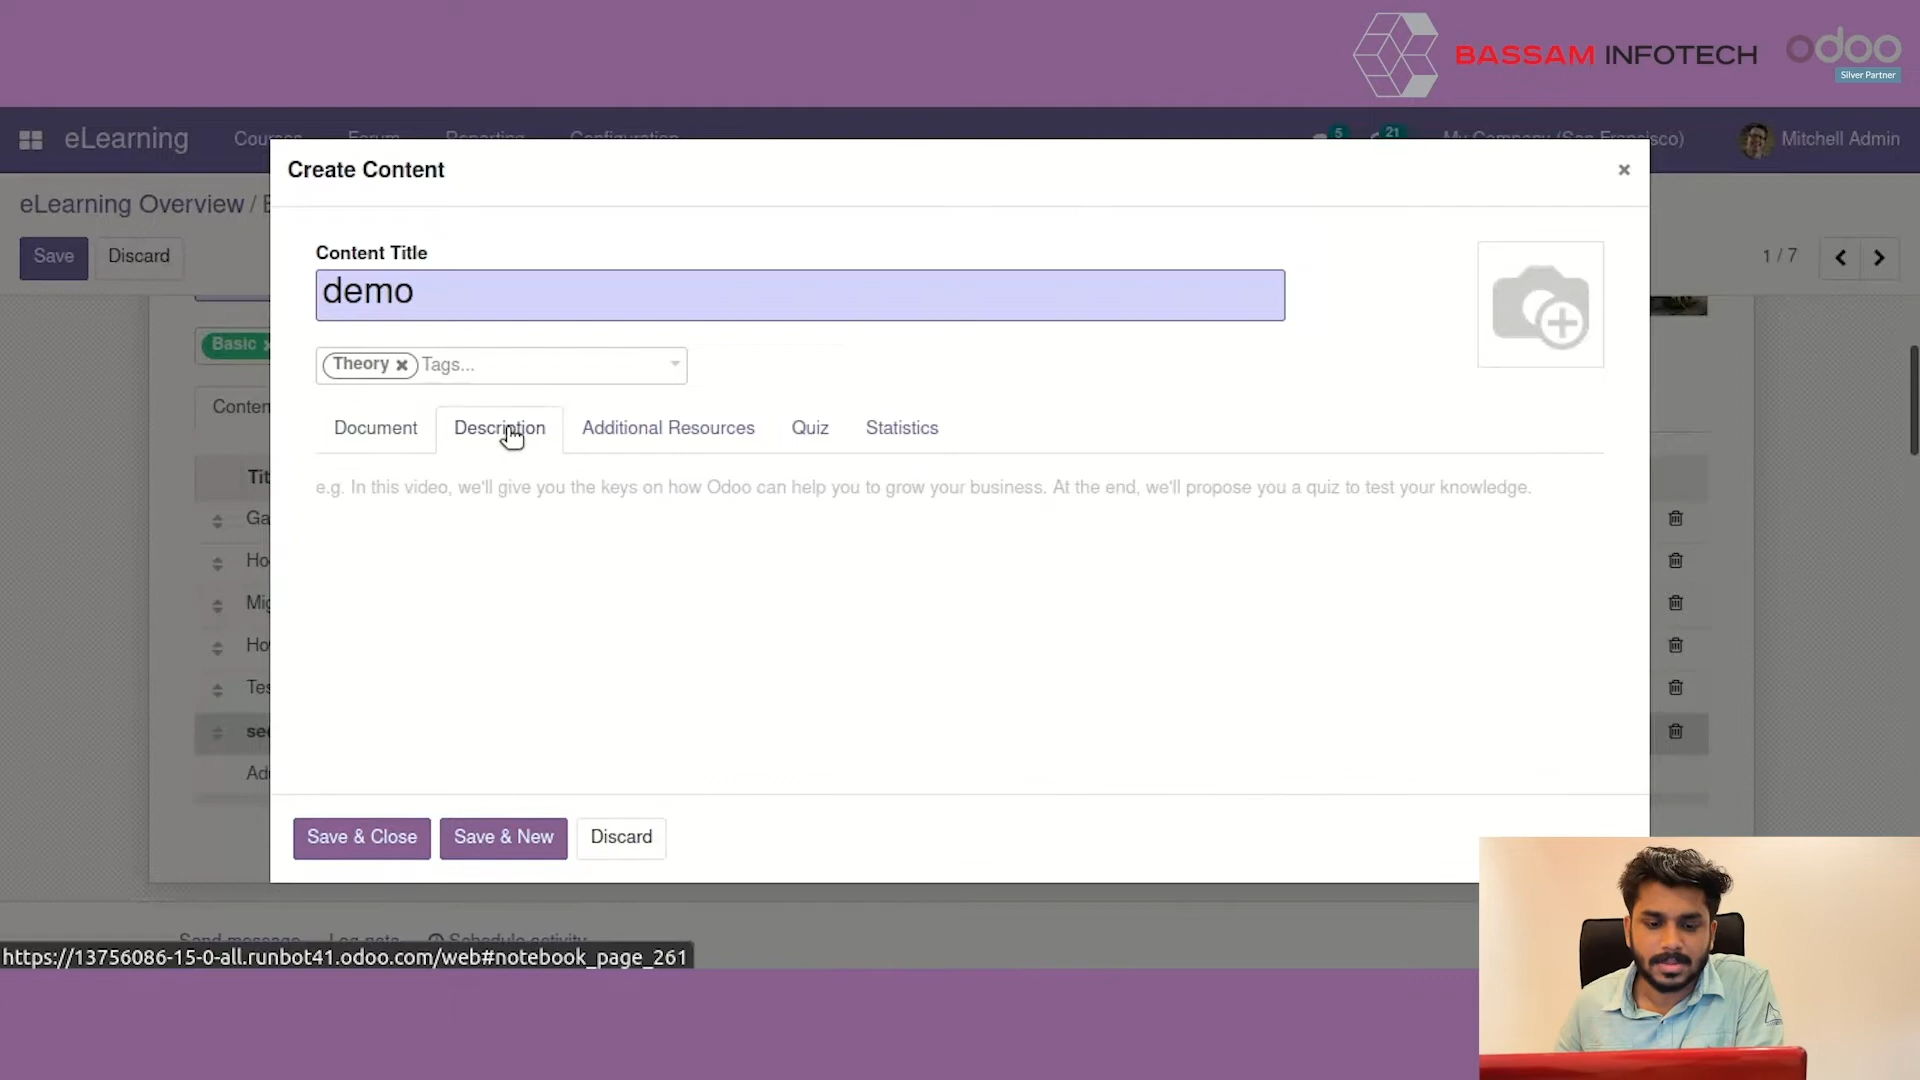 BASSAM INFOTECH
odoo
Silver Partner
eLearning
Courses
Forum
Reporting
Configuration
5
21
My Company (San Francisco)
Mitchell Admin
Create Content
eLearning Overview /
Save
Discard
1 / 7
Content Title
demo
Basic
Theory
Tags...
Conten
Document
Description
Additional Resources
Quiz
Statistics
Tit
e.g. In this video, we'll give you the keys on how Odoo can help you to grow your business. At the end, we'll propose you a quiz to test your knowledge.
Ga
Ho
Mig
Ho
Tes
se
Ad
Save & Close
Save & New
Discard
Send message
Log note
Schedule activity
https://13756086-15-0-all.runbot41.odoo.com/web#notebook_page_261